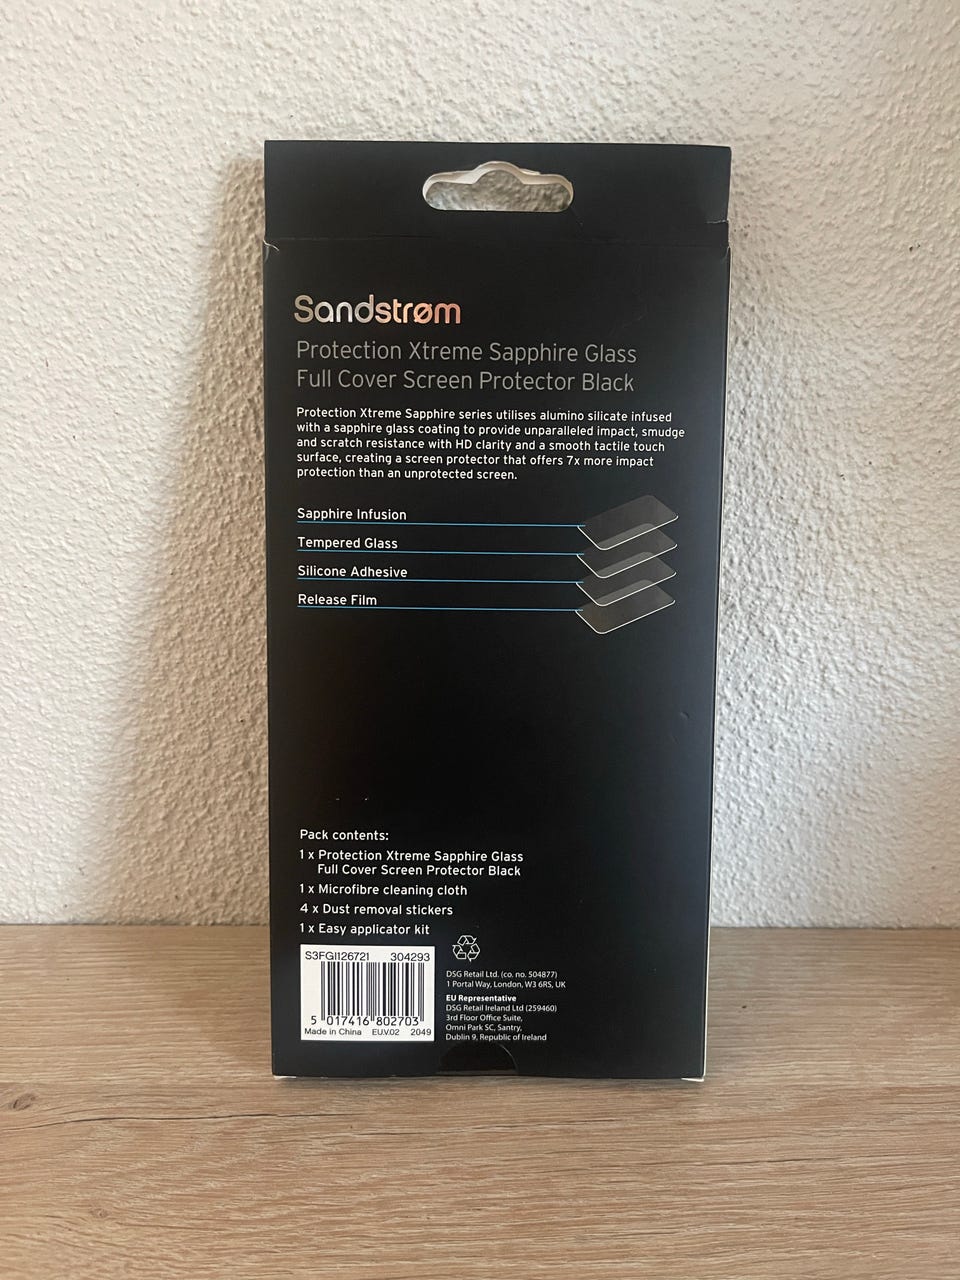 Sandstrøm
Protection Xtreme Sapphire Glass
Full Cover Screen Protector Black
Protection Xtreme Sapphire series utilises alumino silicate infused
with a sapphire glass coating to provide unparalleled impact, smudge
and scratch resistance with HD clarity and a smooth tactile touch
surface, creating a screen protector that offers 7x more impact
protection than an unprotected screen.
Sapphire Infusion
Tempered Glass
Silicone Adhesive
Release Film
Pack contents:
1 x Protection Xtreme Sapphire Glass
Full Cover Screen Protector Black
1 x Microfibre cleaning cloth
4 x Dust removal stickers
1 x Easy applicator kit
S3FGI126721 304293
5 017416 802703
Made in China EU.V.02 2049
DSG Retail Ltd. (co. no. 504877)
1 Portal Way, London, W3 6RS, UK
EU Representative
DSG Retail Ireland Ltd (259460)
3rd Floor Office Suite,
Omni Park SC, Santry,
Dublin 9, Republic of Ireland